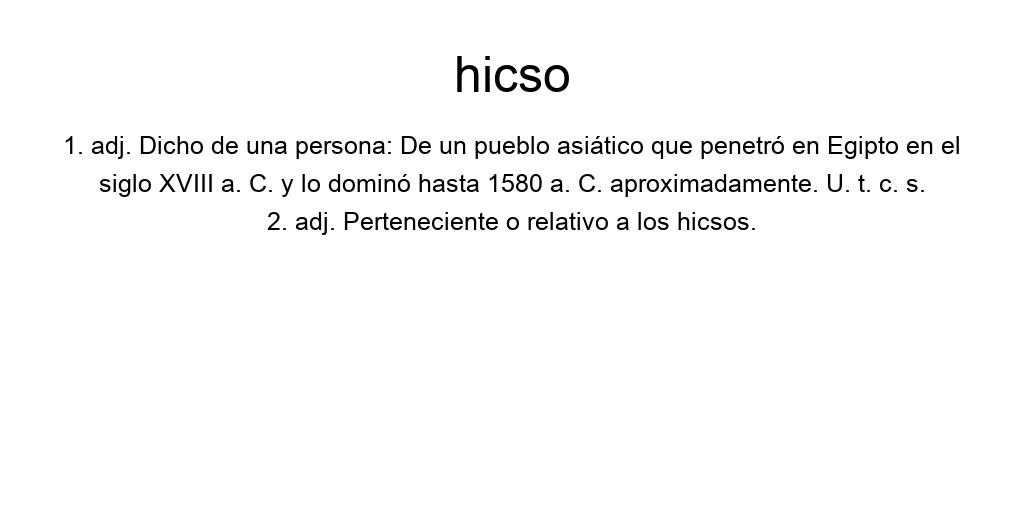 hicso
1. adj. Dicho de una persona: De un pueblo asiático que penetró en Egipto en el
siglo XVIII a. C. y lo dominó hasta 1580 a. C. aproximadamente. U. t. c. s.
2. adj. Perteneciente o relativo a los hicsos.